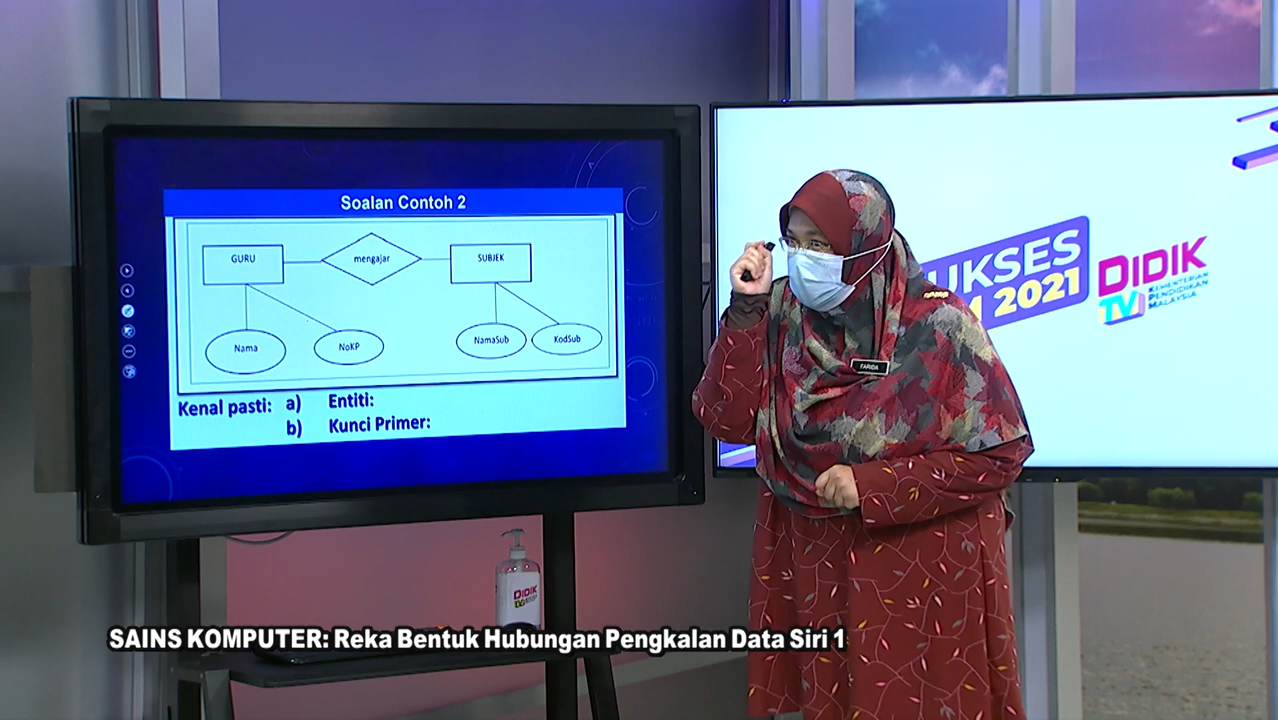 Soalan Contoh 2
GURU
mengajar
SUBJEK
Nama
NoKP
NamaSub
KodSub
Kenal pasti: a) Entiti:
b) Kunci Primer:
UKSES
2021
DIDIK
TV
KEMENTERIAN
PENDIDIKAN
MALAYSIA
FARIDA
DIDIK
TV
SAINS KOMPUTER: Reka Bentuk Hubungan Pengkalan Data Siri 1